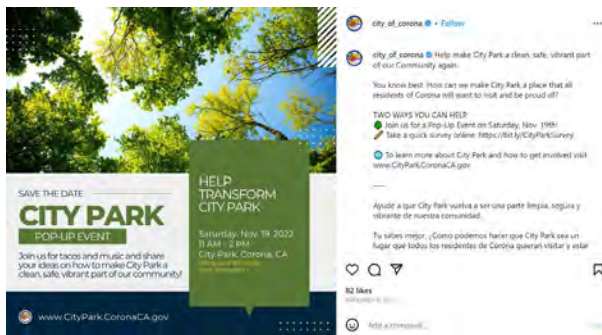 SAVE THE DATE
CITY PARK
POP-UP EVENT
Join us for tacos and music and share
your ideas on how to make City Park a
clean, safe, vibrant part of our community!
HELP
TRANSFORM
CITY PARK
Saturday, Nov. 19, 2022
11 AM - 2 PM
City Park, Corona, CA
www.CityPark.CoronaCA.gov
city_of_corona • Follow
city_of_corona Help make City Park a clean, safe, vibrant part
of our Community again.
You know best. How can we make City Park a place that all
residents of Corona will want to visit and be proud of?
TWO WAYS YOU CAN HELP:
Join us for a Pop-Up Event on Saturday, Nov. 19th!
Take a quick survey online: https://bit.ly/CityParkSurvey
To learn more about City Park and how to get involved visit
www.CityPark.CoronaCA.gov
Ayude a que City Park vuelva a ser una parte limpia, segura y
vibrante de nuestra comunidad.
Tu sabes mejor. ¿Como podemos hacer que City Park sea un
lugar que todos los residentes de Corona quieran visitar y estar
82 likes
Add a comment...